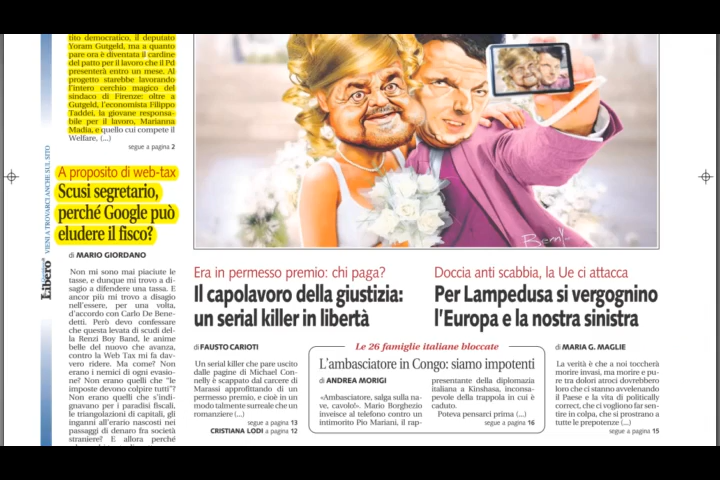 tito democratico, il deputato
Yoram Gutgeld, ma a quanto
pare ora è diventata il cardine
del patto per il lavoro che il Pd
presenterà entro un mese. Al
progetto starebbe lavorando
l'intero cerchio magico del
sindaco di Firenze: oltre a
Gutgeld, l'economista Filippo
Taddei, la giovane responsa-
bile per il lavoro, Marianna
Madia, e quello cui compete il
Welfare, (...)
segue a pagina 2
A proposito di web-tax
Scusi segretario,
perché Google può
eludere il fisco?
di MARIO GIORDANO
Non mi sono mai piaciute le
tasse, e dunque mi trovo a di-
sagio a difendere una tassa.
E ancor più mi trovo a disagio
nell'essere, per una volta,
d'accordo con Carlo De Bene-
detti. Però devo confessare
che questa levata di scudi del-
la Renzi Boy Band, le anime
belle del nuovo che avanza,
contro la Web Tax mi fa dav-
vero ridere. Ma come? Non
erano i nemici di ogni evasio-
ne? Non erano quelli che "le
imposte devono colpire tutti"?
Non erano quelli che s'indi-
gnavano per i paradisi fiscali,
le triangolazioni di capitali, gli
inganni all'erario nascosti nei
passaggi di denaro fra società
straniere? E allora perché
Libero
VIENI A TROVARCI ANCHE SUL SITO
Era in permesso premio: chi paga?
Il capolavoro della giustizia:
un serial killer in libertà
di FAUSTO CARIOTI
Un serial killer che pare uscito
dalle pagine di Michael Con-
nelly è scappato dal carcere di
Marassi approfittando di un
permesso premio, e cioè in un
modo talmente surreale che un
romanziere (...)
segue a pagina 13
CRISTIANA LODI a pagina 12
Le 26 famiglie italiane bloccate
L'ambasciatore in Congo: siamo impotenti
di ANDREA MORIGI
«Ambasciatore, salga sulla na-
ve, cavolo!». Mario Borghezio
invisce al telefono contro un
intimorito Pio Mariani, il rap-
presentante della diplomazia
italiana a Kinshasa, inconsa-
pevole della trappola in cui è
caduto.
Poteva pensarci prima (...)
segue a pagina 16
Doccia anti scabbia, la Ue ci attacca
Per Lampedusa si vergognino
l'Europa e la nostra sinistra
di MARIA G. MAGLIE
La verità è che a noi toccherà
morire invasi, ma morire e pu-
re tra dolori atroci dovrebbero
quelli che ci stanno avvelenando
il Paese e la vita di politically
correct, che ci vogliono far sen-
tire in colpa, che si prostrano a
tutte le prepotenze (...)
segue a pagina 15